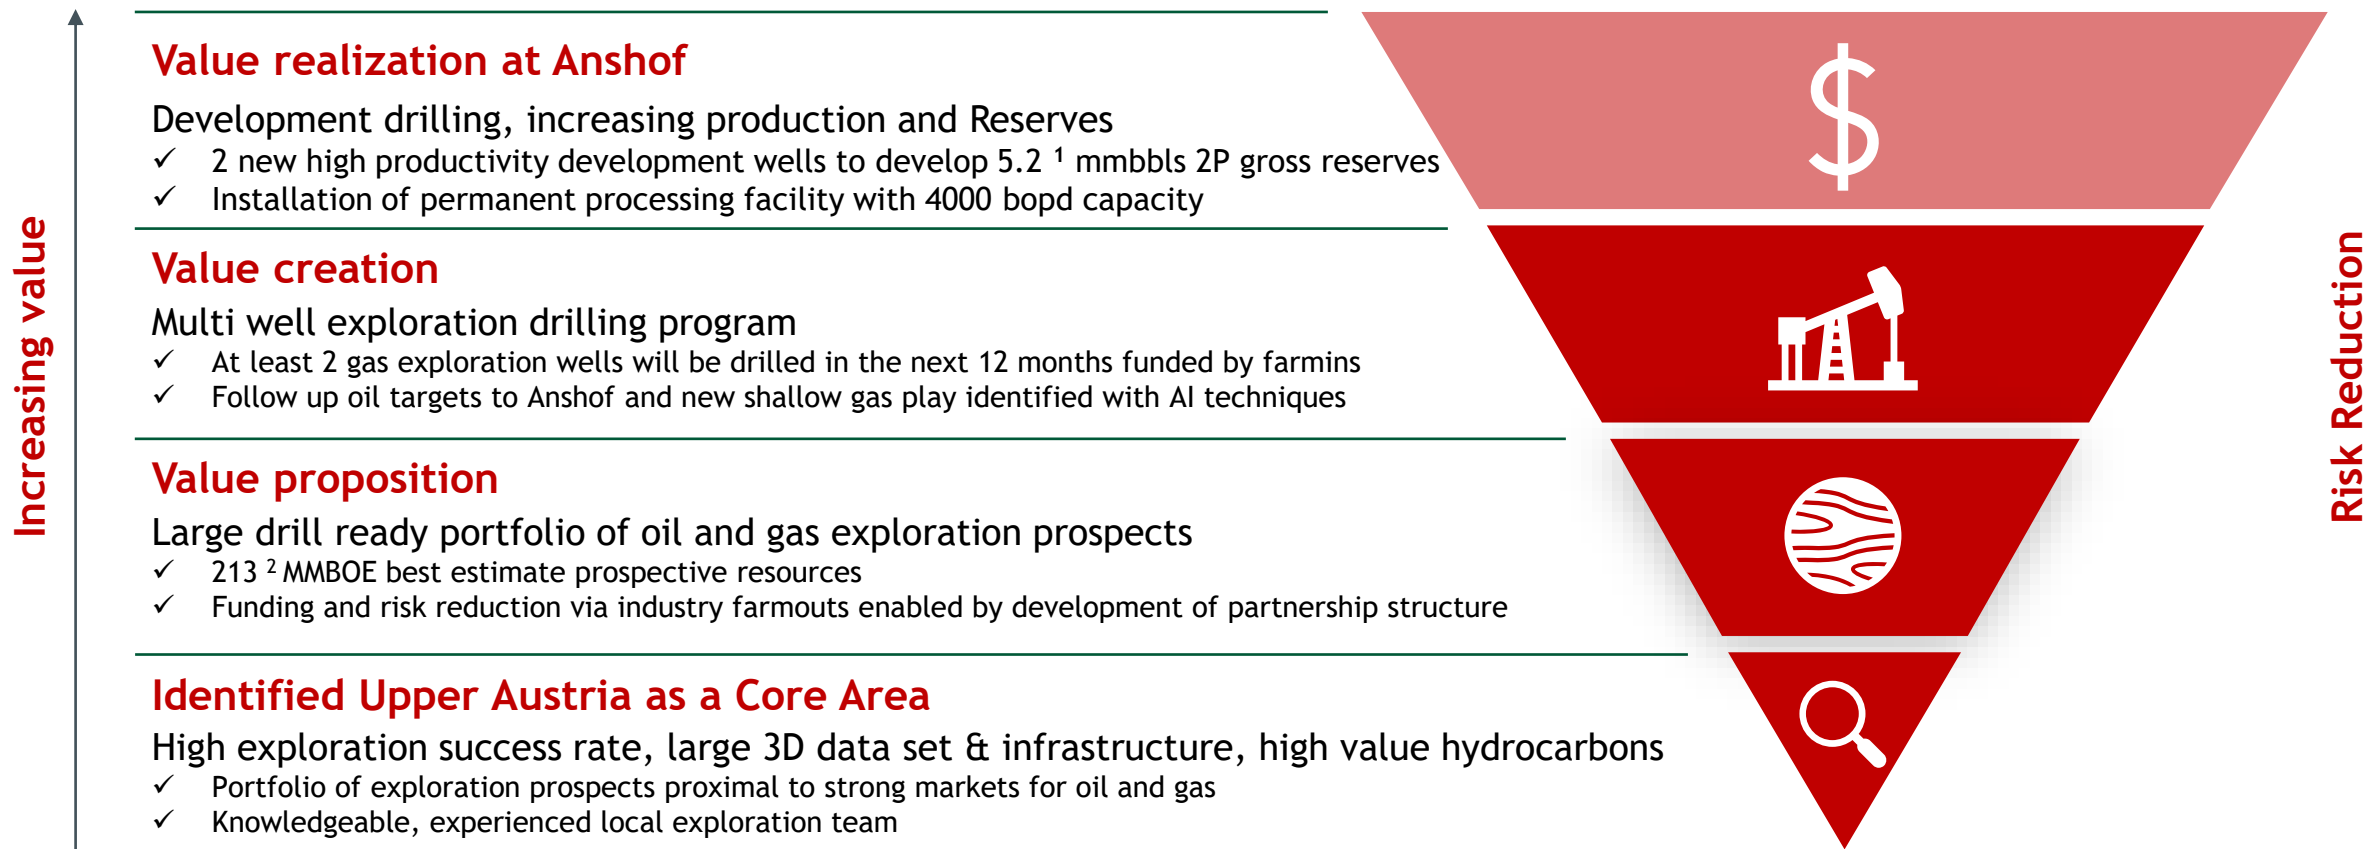 Increasing value
Value realization at Anshof
Development drilling, increasing production and Reserves
✓ 2 new high productivity development wells to develop 5.2 ¹ mmbbls 2P gross reserves
✓ Installation of permanent processing facility with 4000 bopd capacity
Value creation
Multi well exploration drilling program
✓ At least 2 gas exploration wells will be drilled in the next 12 months funded by farmins
✓ Follow up oil targets to Anshof and new shallow gas play identified with AI techniques
Value proposition
Large drill ready portfolio of oil and gas exploration prospects
✓ 213 ² MMBOE best estimate prospective resources
✓ Funding and risk reduction via industry farmouts enabled by development of partnership structure
Identified Upper Austria as a Core Area
High exploration success rate, large 3D data set & infrastructure, high value hydrocarbons
✓ Portfolio of exploration prospects proximal to strong markets for oil and gas
✓ Knowledgeable, experienced local exploration team
$
Risk Reduction